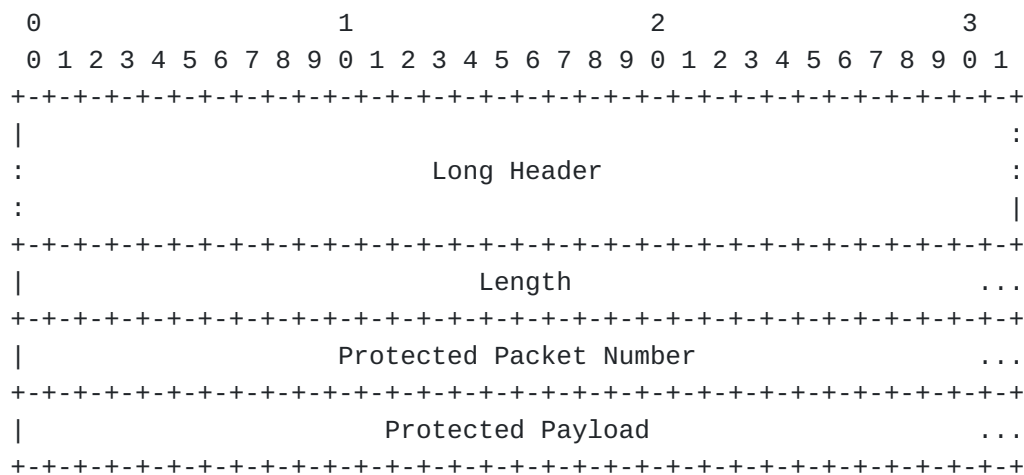 0                   1                   2                   3
 0 1 2 3 4 5 6 7 8 9 0 1 2 3 4 5 6 7 8 9 0 1 2 3 4 5 6 7 8 9 0 1
+-+-+-+-+-+-+-+-+-+-+-+-+-+-+-+-+-+-+-+-+-+-+-+-+-+-+-+-+-+-+-+-+
|                                                               :
:                          Long Header                          :
:                                                               |
+-+-+-+-+-+-+-+-+-+-+-+-+-+-+-+-+-+-+-+-+-+-+-+-+-+-+-+-+-+-+-+-+
|                             Length                          ...
+-+-+-+-+-+-+-+-+-+-+-+-+-+-+-+-+-+-+-+-+-+-+-+-+-+-+-+-+-+-+-+-+
|                    Protected Packet Number                  ...
+-+-+-+-+-+-+-+-+-+-+-+-+-+-+-+-+-+-+-+-+-+-+-+-+-+-+-+-+-+-+-+-+
|                       Protected Payload                     ...
+-+-+-+-+-+-+-+-+-+-+-+-+-+-+-+-+-+-+-+-+-+-+-+-+-+-+-+-+-+-+-+-+